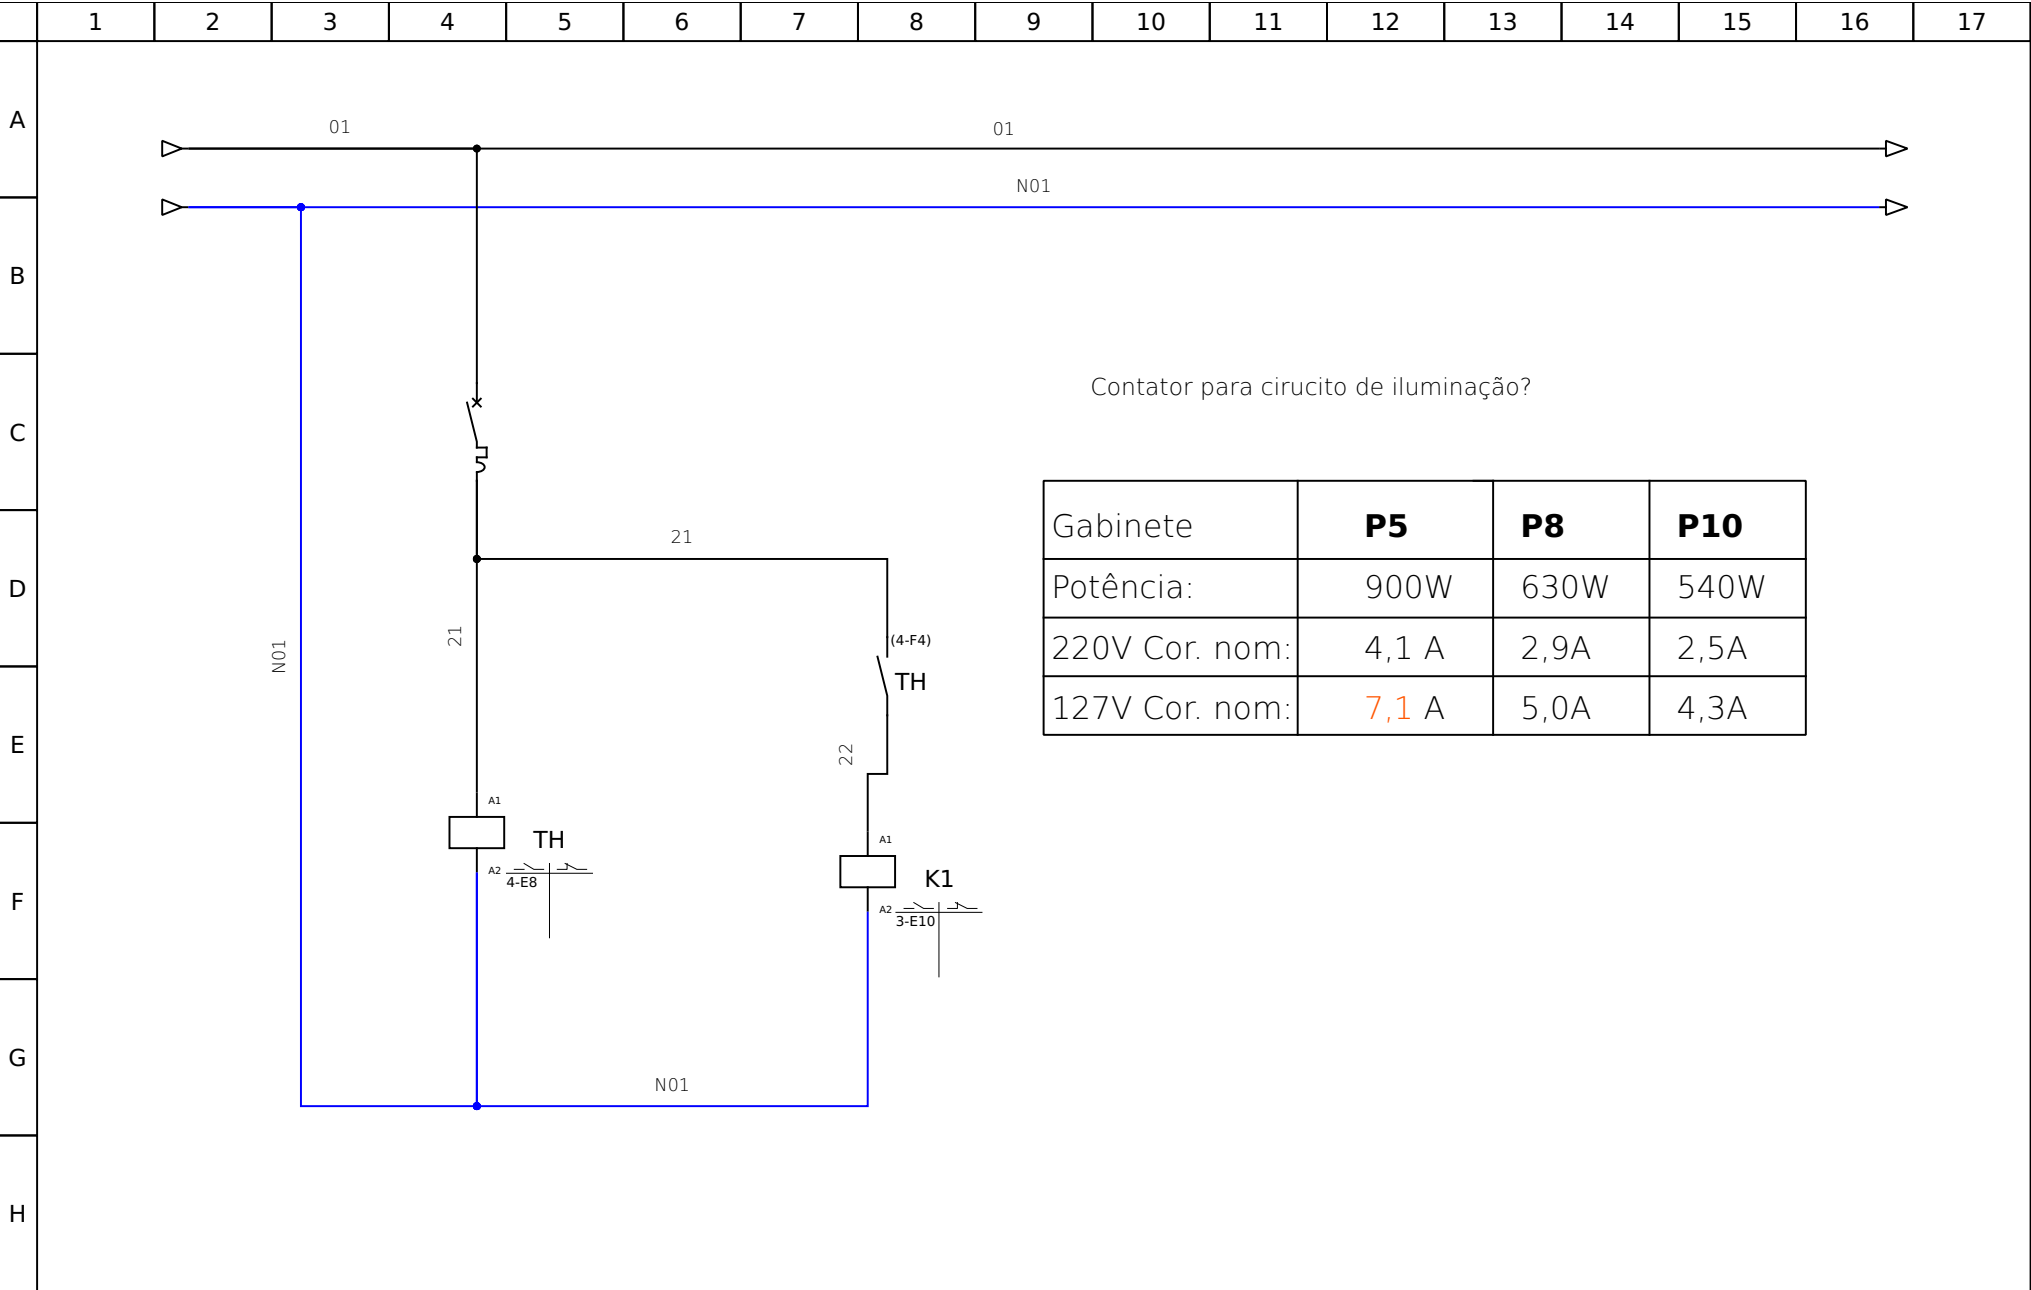 1 2 3 4 5 6 7 8 9 10 11 12 13 14 15 16 17
A
01 01
N01
B
Contator para cirucito de iluminação?
C
Gabinete P5 P8 P10
21
D
Potência: 900W 630W 540W
N01
21
(4-F4)
TH
220V Cor. nom: 4,1 A 2,9A 2,5A
127V Cor. nom: 7,1 A 5,0A 4,3A
E
22
A1
TH
A2
4-E8
A1
K1
A2
3-E10
F
G
N01
H